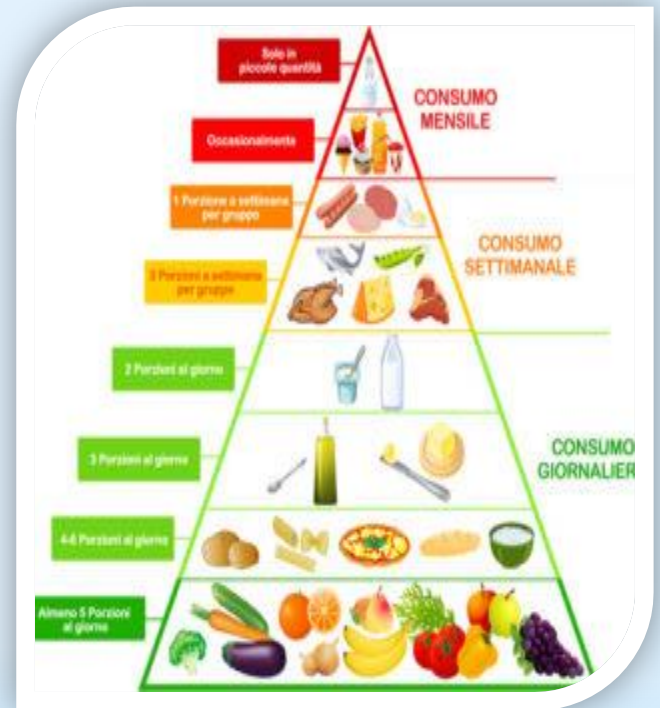 Solo in
piccole quantità
CONSUMO
MENSILE
Occasionalmente
1 Porzione a settimana
per gruppo
CONSUMO
SETTIMANALE
3 Porzioni a settimana
per gruppo
2 Porzioni al giorno
CONSUMO
GIORNALIER
3 Porzioni al giorno
4-6 Porzioni al giorno
Almeno 5 Porzioni
al giorno